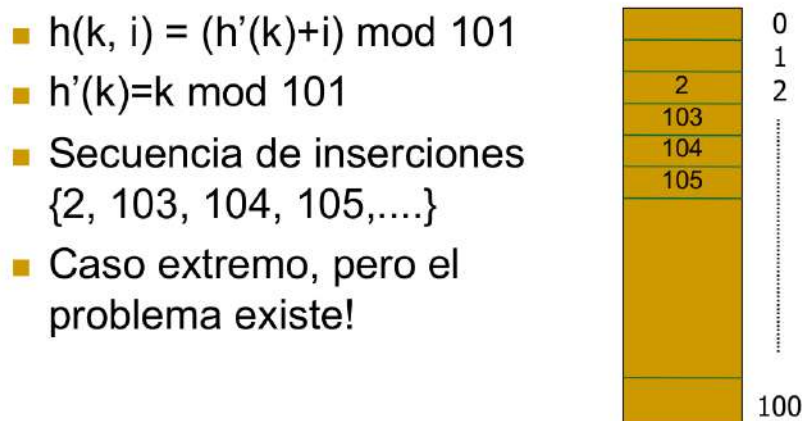 h(k, i) = (h’(k)+i) mod 101
h’(k)=k mod 101
Secuencia de inserciones
{2, 103, 104, 105,....}
Caso extremo, pero el
problema existe!
0
1
2
2
103
104
105
100